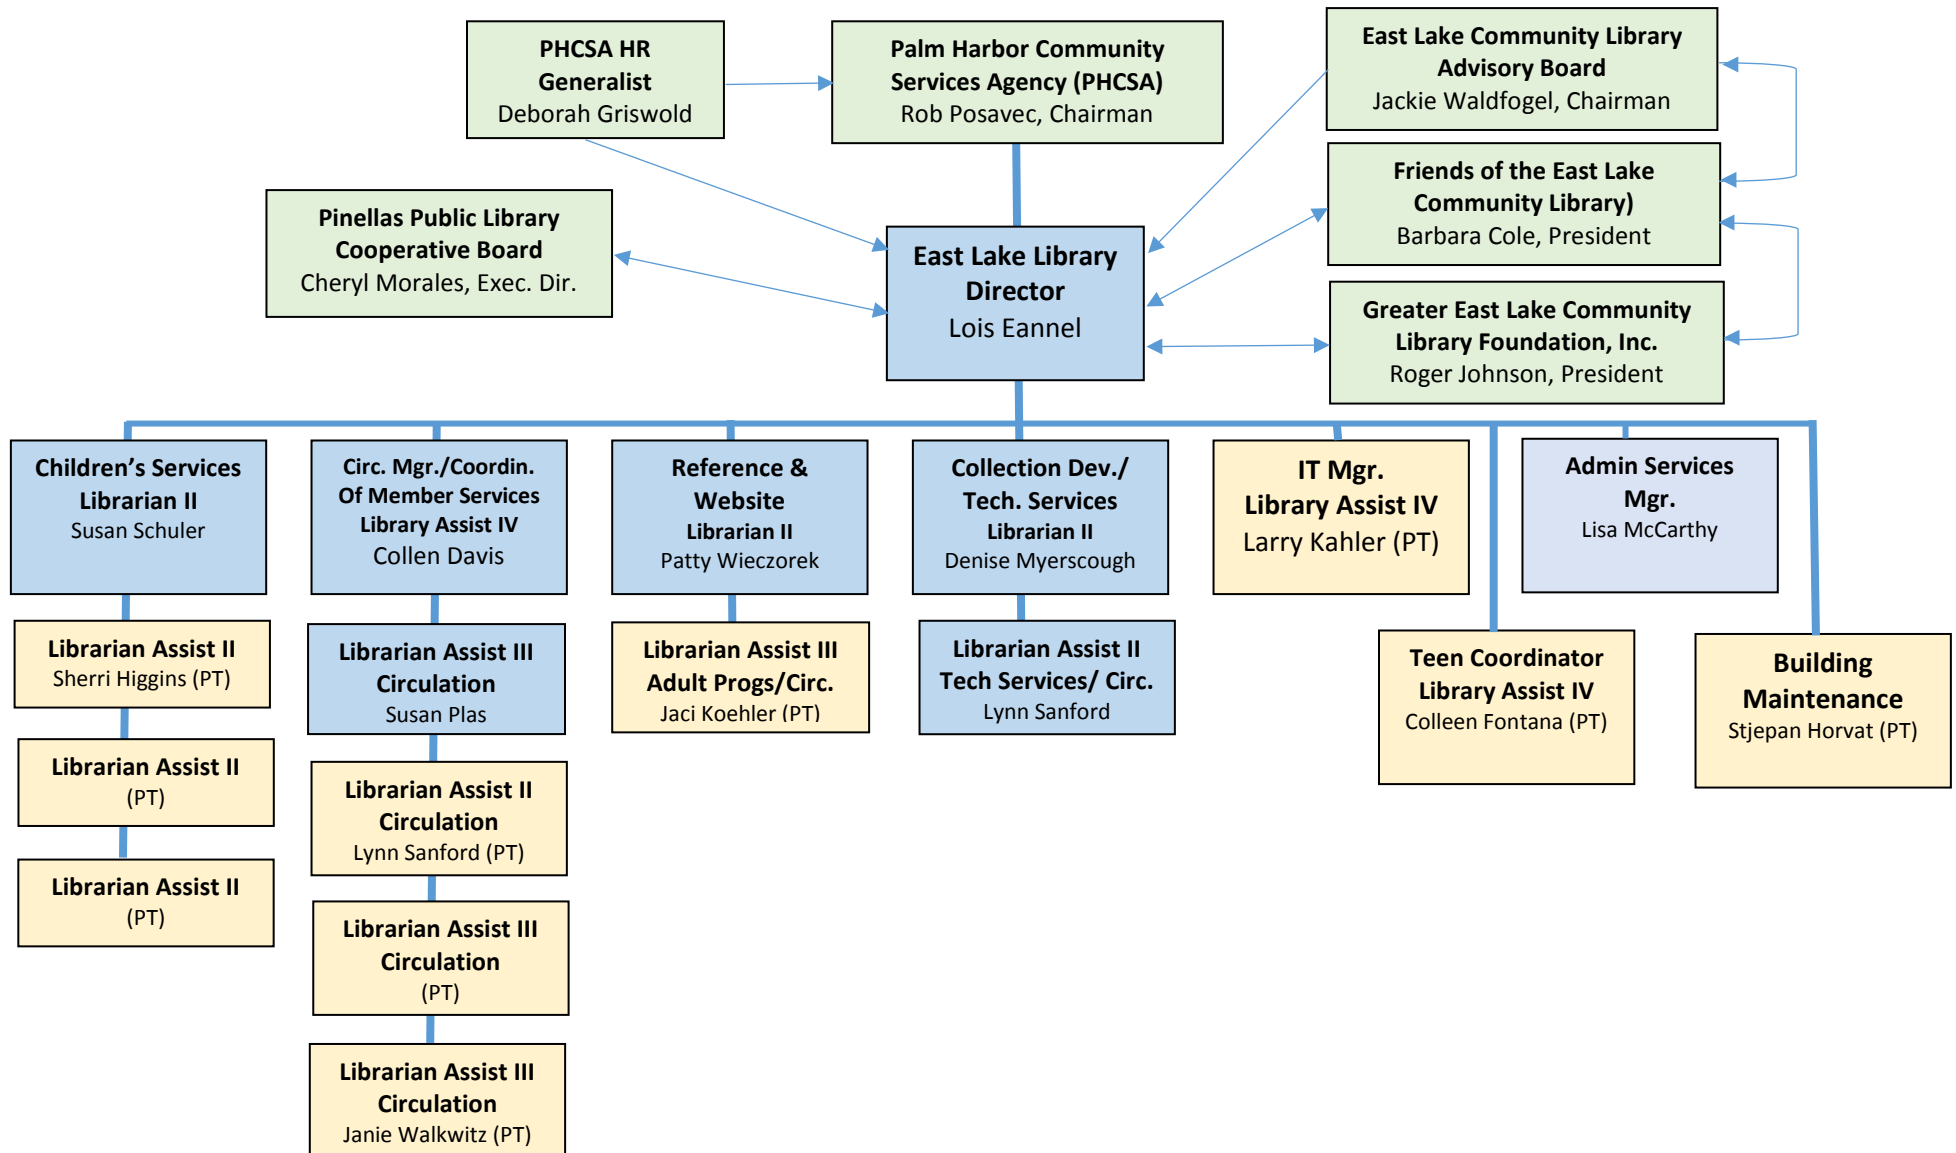 PHCSA HR
Generalist
Deborah Griswold
Palm Harbor Community
Services Agency (PHCSA)
Rob Posavec, Chairman
East Lake Community Library
Advisory Board
Jackie Waldfogel, Chairman
Pinellas Public Library
Cooperative Board
Cheryl Morales, Exec. Dir.
East Lake Library
Director
Lois Eannel
Friends of the East Lake
Community Library)
Barbara Cole, President
Greater East Lake Community
Library Foundation, Inc.
Roger Johnson, President
Children’s Services
Librarian II
Susan Schuler
Circ. Mgr./Coordin.
Of Member Services
Library Assist IV
Collen Davis
Reference &
Website
Librarian II
Patty Wieczorek
Collection Dev./
Tech. Services
Librarian II
Denise Myerscough
IT Mgr.
Library Assist IV
Larry Kahler (PT)
Admin Services
Mgr.
Lisa McCarthy
Librarian Assist II
Sherri Higgins (PT)
Librarian Assist III
Circulation
Susan Plas
Librarian Assist III
Adult Progs/Circ.
Jaci Koehler (PT)
Librarian Assist II
Tech Services/ Circ.
Lynn Sanford
Teen Coordinator
Library Assist IV
Colleen Fontana (PT)
Building
Maintenance
Stjepan Horvat (PT)
Librarian Assist II
(PT)
Librarian Assist II
Circulation
Lynn Sanford (PT)
Librarian Assist II
(PT)
Librarian Assist III
Circulation
(PT)
Librarian Assist III
Circulation
Janie Walkwitz (PT)